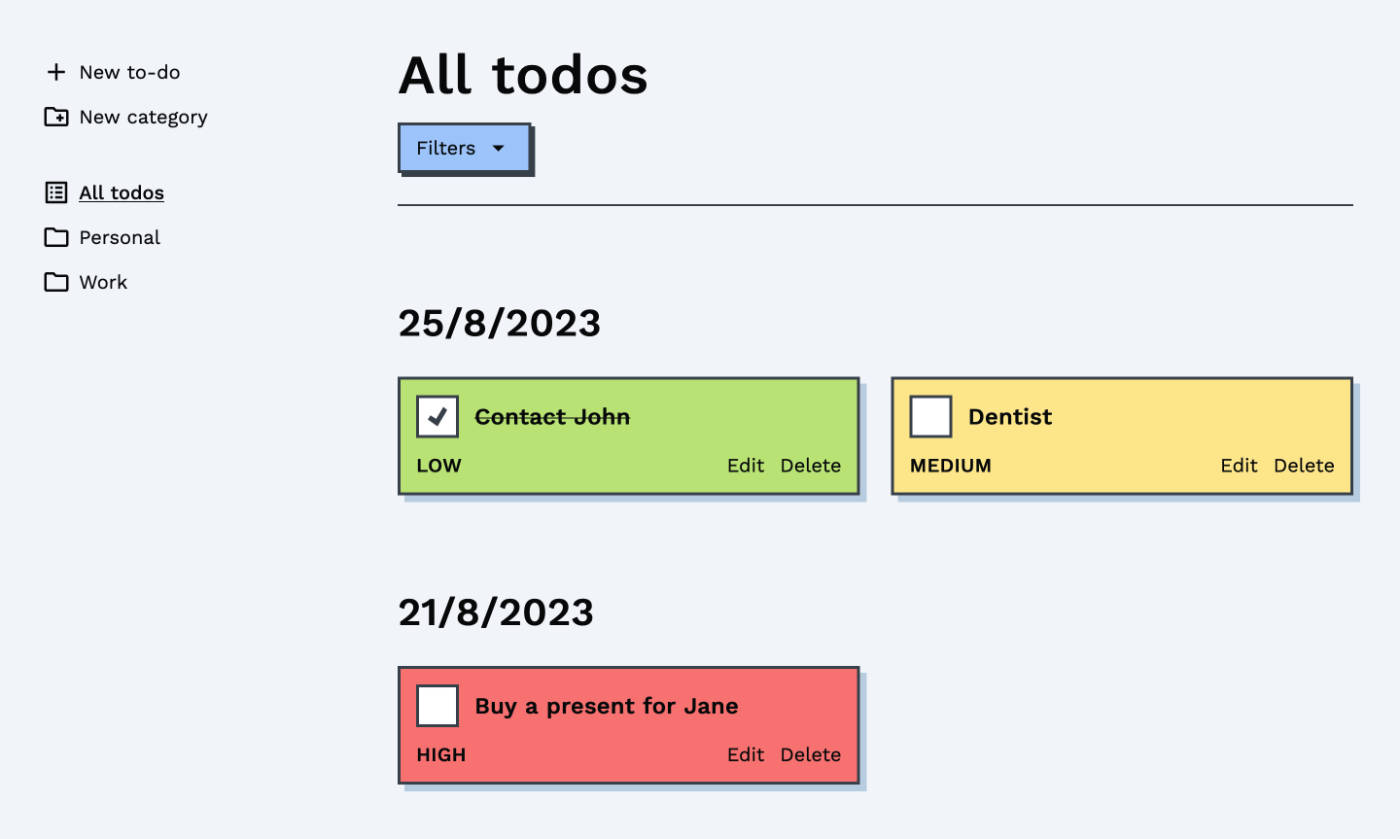 New to-do
New category
All todos
Personal
Work
All todos
Filters
25/8/2023
Contact John
LOW Edit Delete
Dentist
MEDIUM Edit Delete
21/8/2023
Buy a present for Jane
HIGH Edit Delete